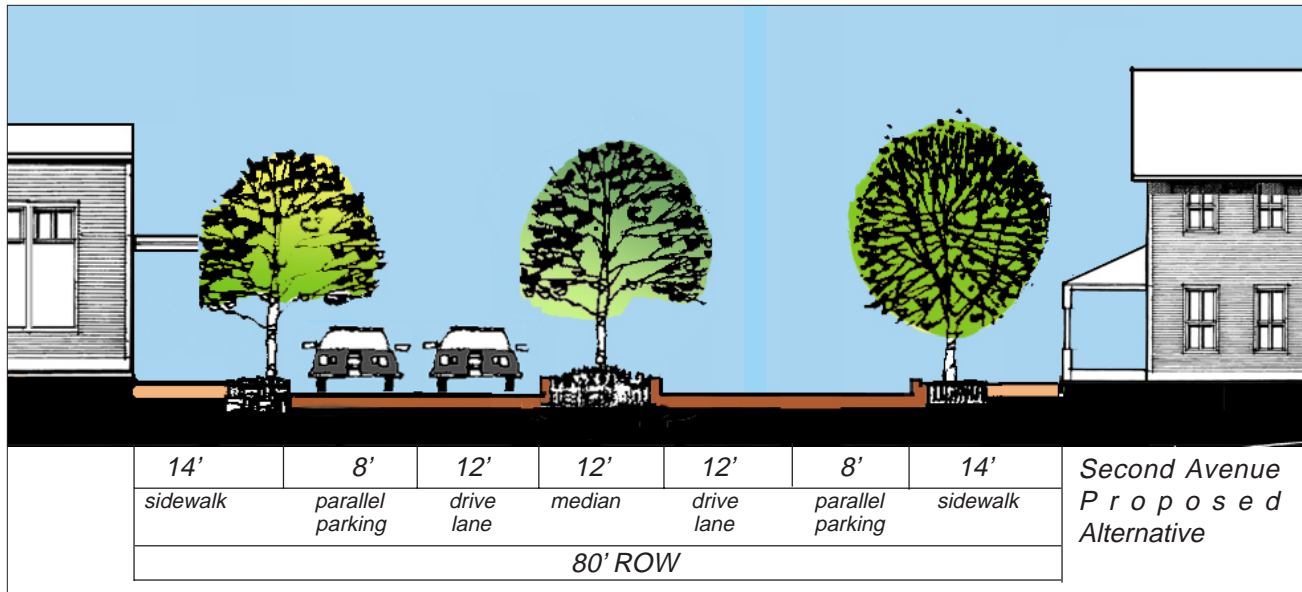 14’ 8’ 12’ 12’ 12’ 8’ 14’
sidewalk parallel drive median drive parallel sidewalk
parking lane lane parking
80’ ROW
Second Avenue
Proposed
Alternative